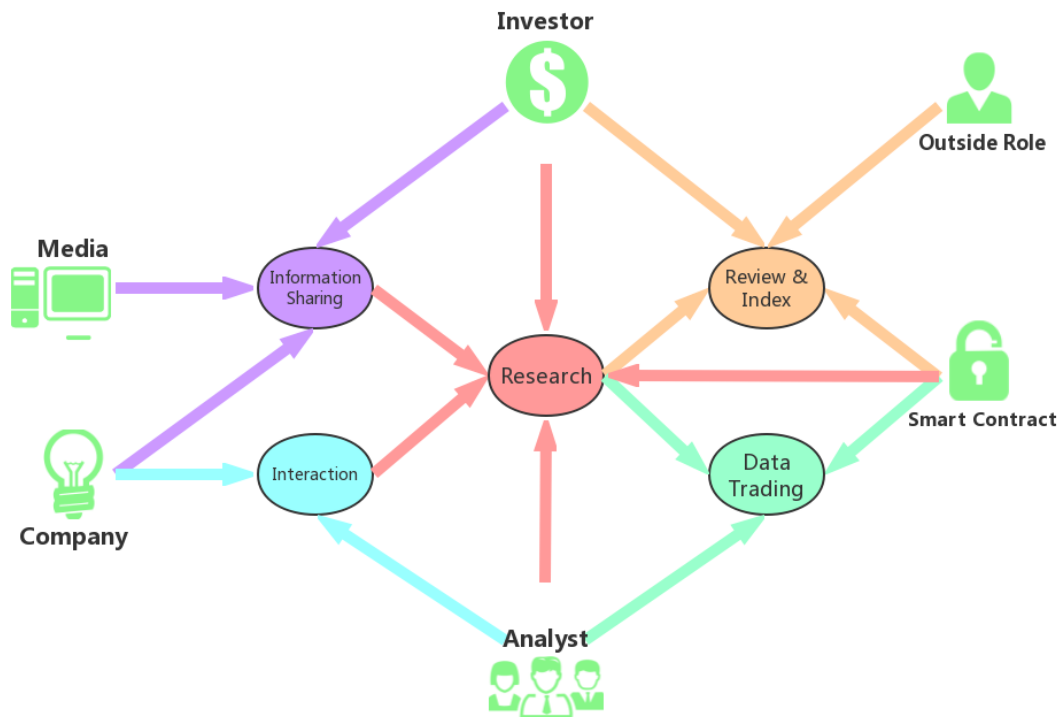 Investor
Outside Role
Media
Information
Sharing
Review &
Index
Research
Smart Contract
Company
Interaction
Data
Trading
Analyst